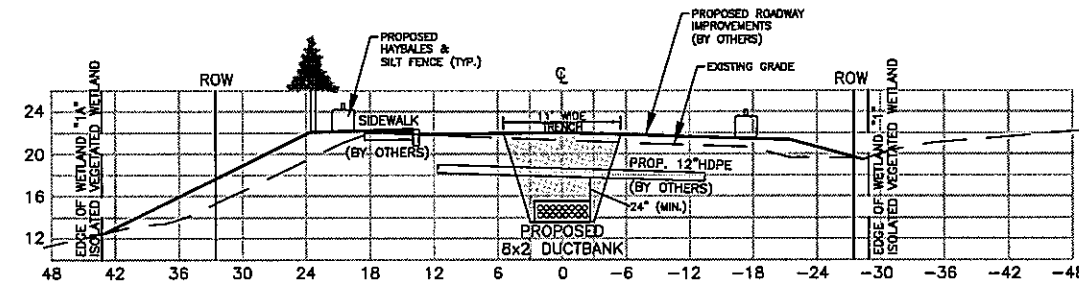 PROPOSED
HAYBALES &
SILT FENCE (TYP.)
PROPOSED ROADWAY
IMPROVEMENTS
(BY OTHERS)
EXISTING GRADE
ROW
℄
ROW
EDGE OF WETLAND "1A"
ISOLATED VEGETATED WETLAND
SIDEWALK
(BY OTHERS)
11' WIDE
TRENCH
PROP. 12"HDPE
(BY OTHERS)
24" (MIN.)
PROPOSED
8x2 DUCTBANK
EDGE OF WETLAND "1"
ISOLATED VEGETATED WETLAND
24
20
16
12
48 42 36 30 24 18 12 6 0 -6 -12 -18 -24 -30 -36 -42 -48